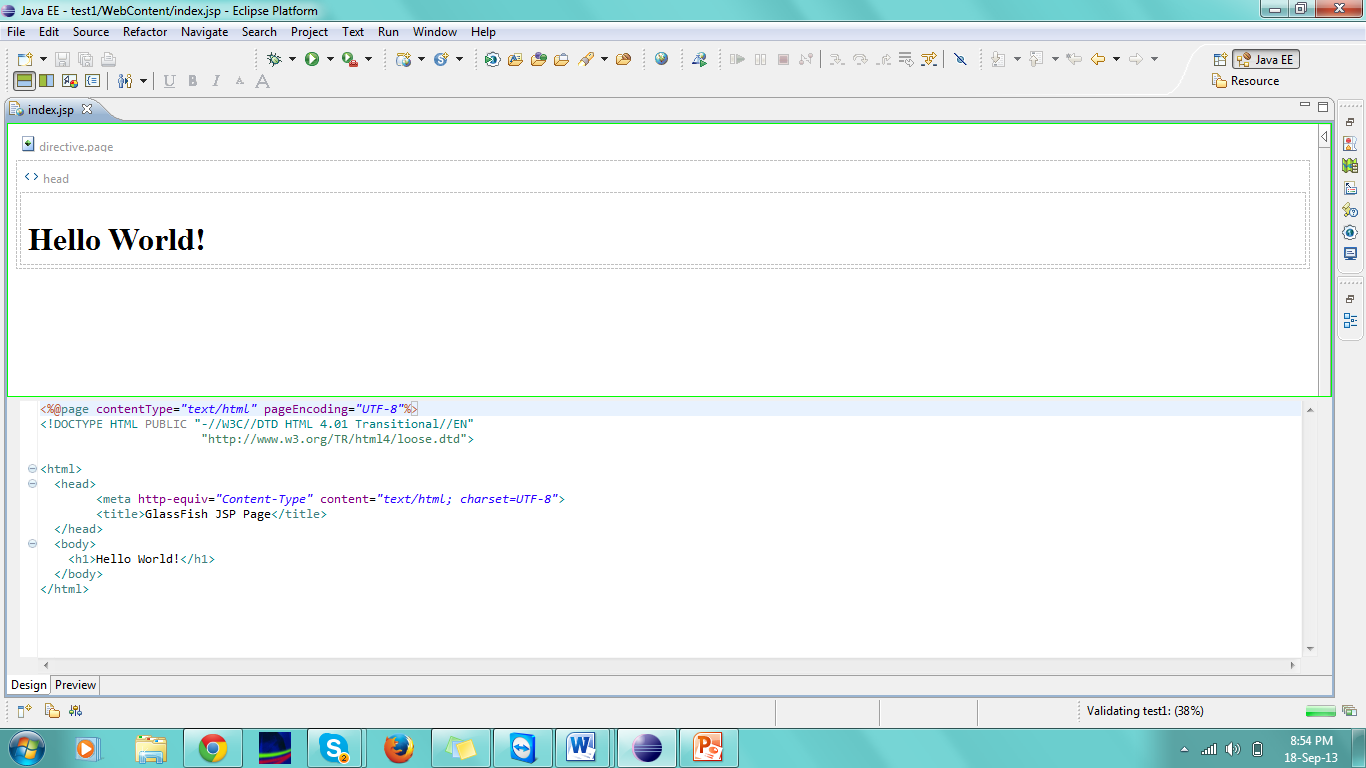 Java EE - test1/WebContent/index.jsp - Eclipse Platform
File Edit Source Refactor Navigate Search Project Text Run Window Help
Java EE
U B I A A
Resource
index.jsp
directive.page
head
Hello World!
<%@page contentType="text/html" pageEncoding="UTF-8"%>
<!DOCTYPE HTML PUBLIC "-//W3C//DTD HTML 4.01 Transitional//EN"
"http://www.w3.org/TR/html4/loose.dtd">
<html>
<head>
<meta http-equiv="Content-Type" content="text/html; charset=UTF-8">
<title>GlassFish JSP Page</title>
</head>
<body>
<h1>Hello World!</h1>
</body>
</html>
Design Preview
Validating test1: (38%)
8:54 PM
18-Sep-13